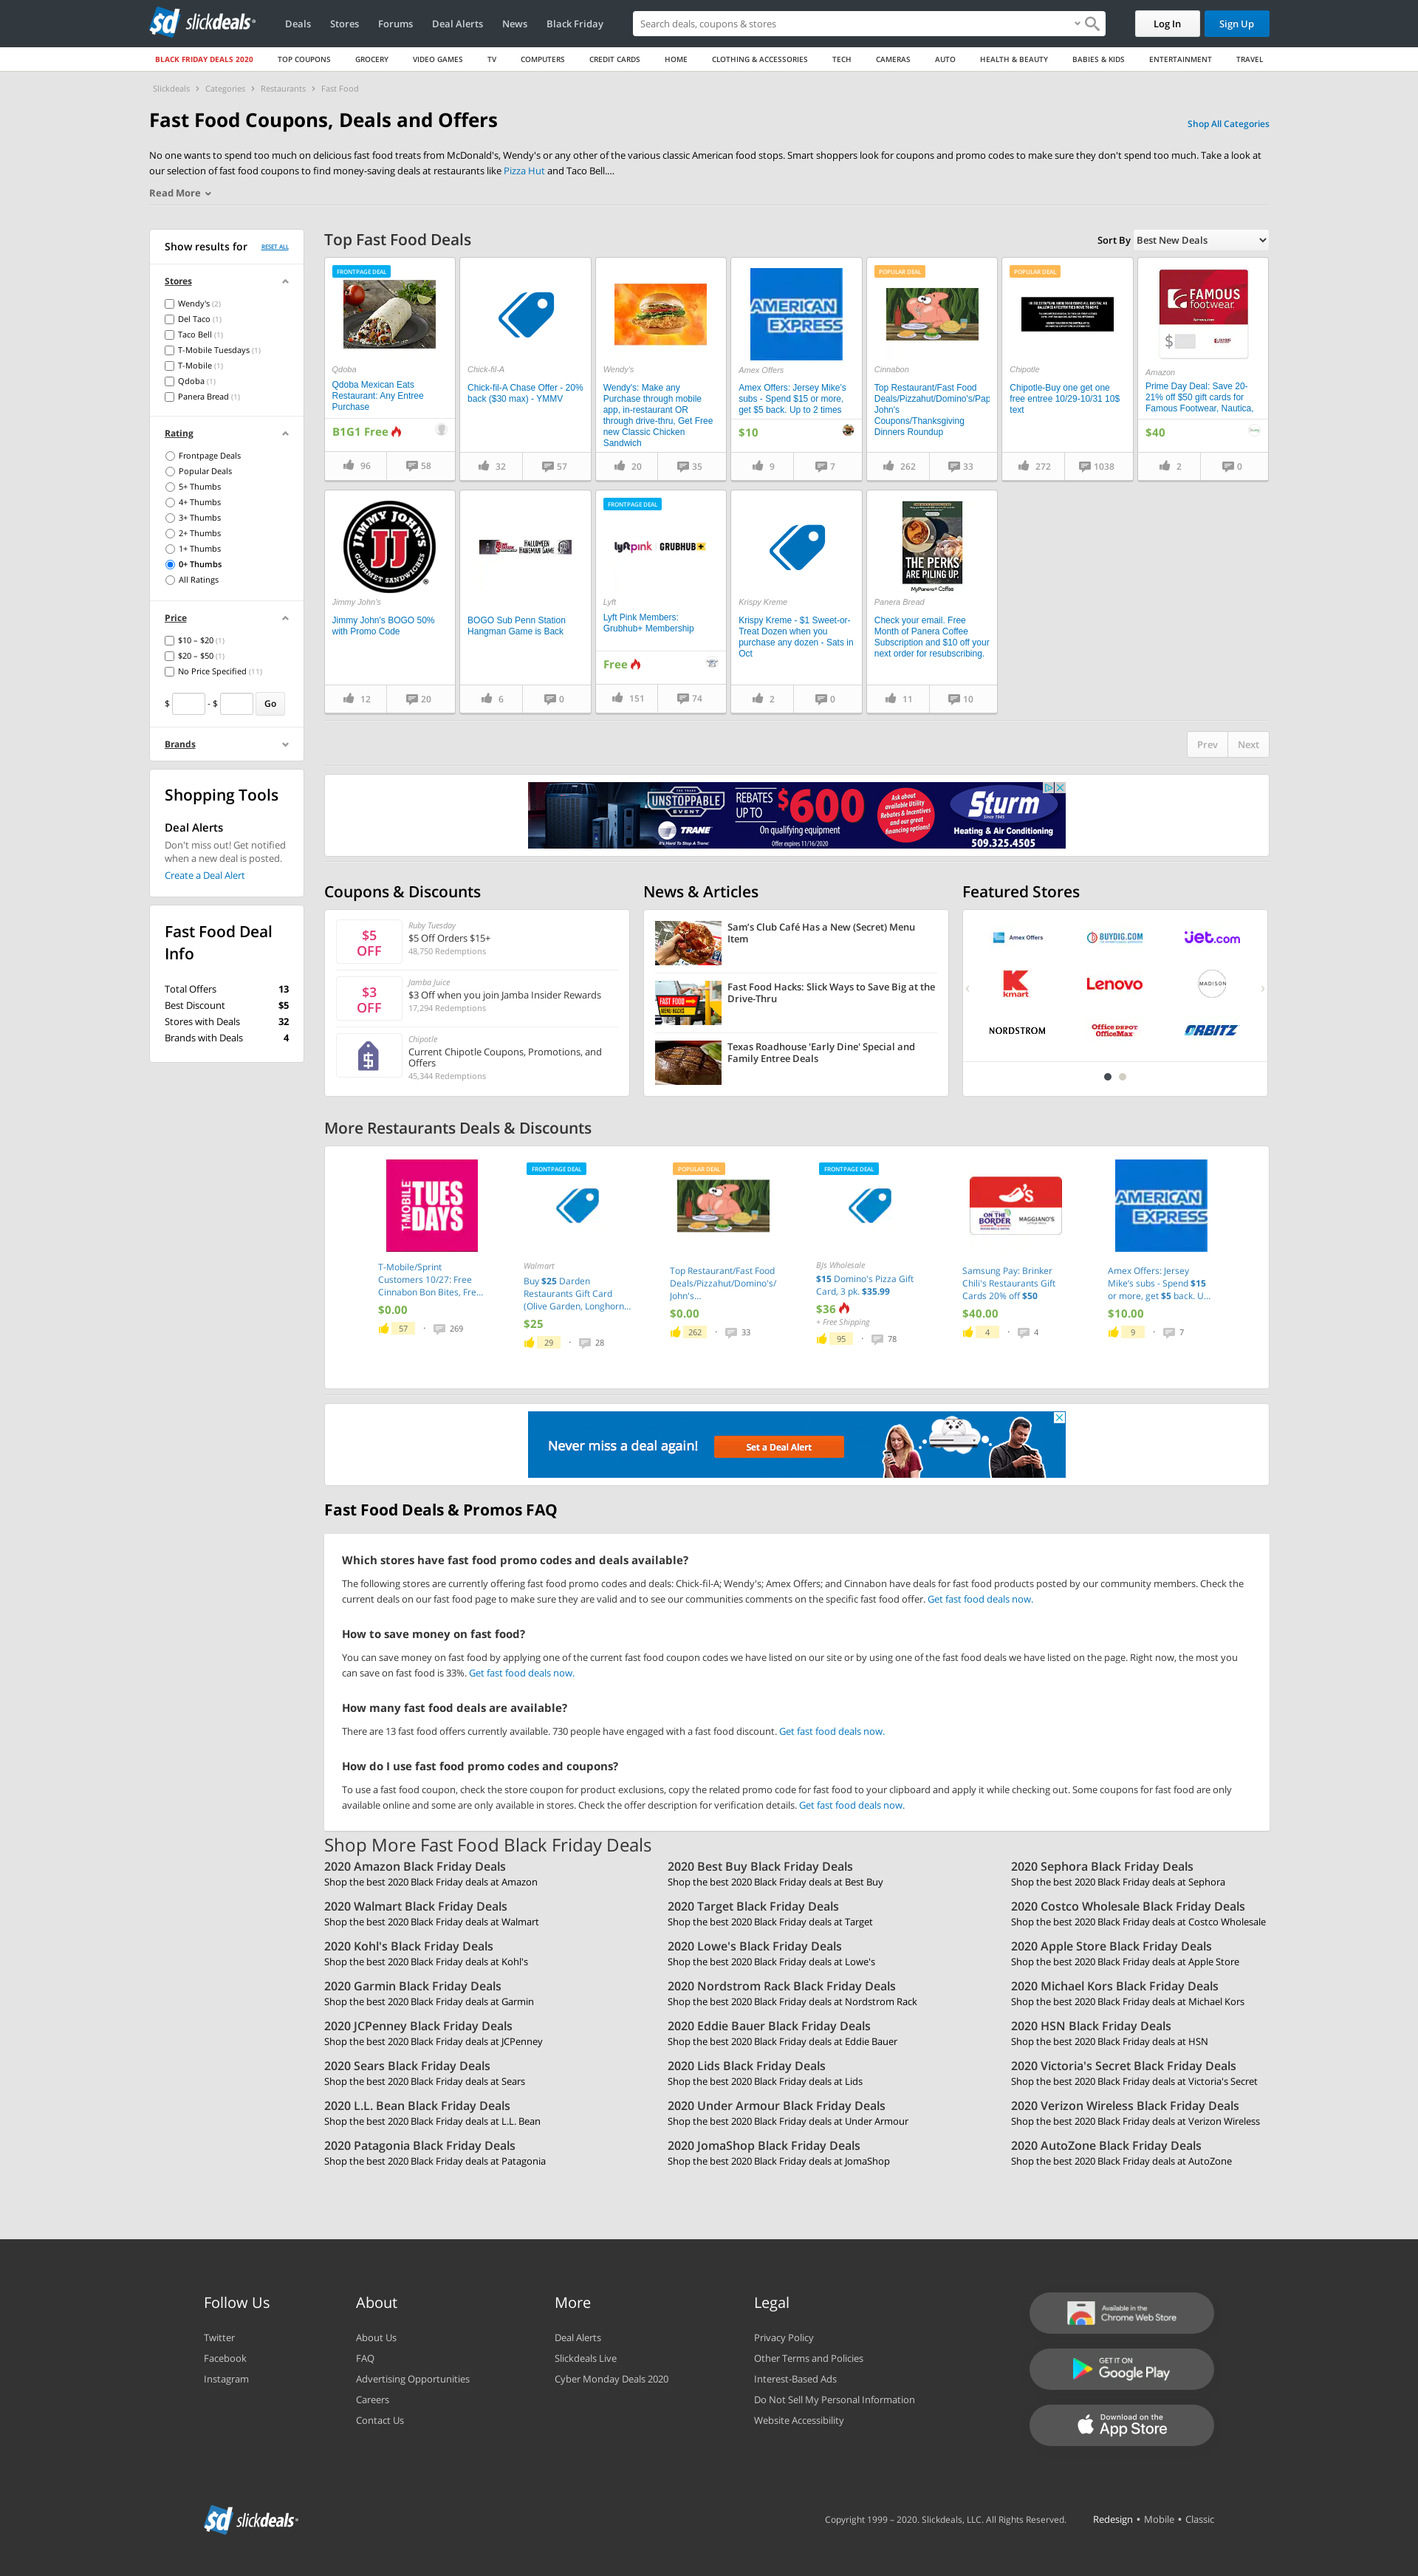 sd slickdeals
Deals Stores Forums Deal Alerts News Black Friday
Search deals, coupons & stores
Log In Sign Up
BLACK FRIDAY DEALS 2020 TOP COUPONS GROCERY VIDEO GAMES TV COMPUTERS CREDIT CARDS HOME CLOTHING & ACCESSORIES TECH CAMERAS AUTO HEALTH & BEAUTY BABIES & KIDS ENTERTAINMENT TRAVEL
Slickdeals › Categories › Restaurants › Fast Food
Fast Food Coupons, Deals and Offers
Shop All Categories
No one wants to spend too much on delicious fast food treats from McDonald's, Wendy's or any other of the various classic American food stops. Smart shoppers look for coupons and promo codes to make sure they don't spend too much. Take a look at
our selection of fast food coupons to find money-saving deals at restaurants like Pizza Hut and Taco Bell....
Read More
Show results for RESET ALL
Stores
Wendy's (2)
Del Taco (1)
Taco Bell (1)
T-Mobile Tuesdays (1)
T-Mobile (1)
Qdoba (1)
Panera Bread (1)
Rating
Frontpage Deals
Popular Deals
5+ Thumbs
4+ Thumbs
3+ Thumbs
2+ Thumbs
1+ Thumbs
0+ Thumbs
All Ratings
Price
$10 – $20 (1)
$20 – $50 (1)
No Price Specified (11)
$ - $ Go
Brands
Shopping Tools
Deal Alerts
Don't miss out! Get notified
when a new deal is posted.
Create a Deal Alert
Fast Food Deal
Info
Total Offers 13
Best Discount $5
Stores with Deals 32
Brands with Deals 4
Top Fast Food Deals
Sort By Best New Deals
FRONTPAGE DEAL
Qdoba
Qdoba Mexican Eats
Restaurant: Any Entree
Purchase
B1G1 Free
96 58
Chick-fil-A
Chick-fil-A Chase Offer - 20%
back ($30 max) - YMMV
32 57
Wendy's
Wendy's: Make any
Purchase through mobile
app, in-restaurant OR
through drive-thru, Get Free
new Classic Chicken
Sandwich
20 35
AMERICAN
EXPRESS
Amex Offers
Amex Offers: Jersey Mike's
subs - Spend $15 or more,
get $5 back. Up to 2 times
$10
9 7
POPULAR DEAL
Cinnabon
Top Restaurant/Fast Food
Deals/Pizzahut/Domino's/Pap
John's
Coupons/Thanksgiving
Dinners Roundup
262 33
POPULAR DEAL
Chipotle
Chipotle-Buy one get one
free entree 10/29-10/31 10$
text
272 1038
FAMOUS
footwear
$
Amazon
Prime Day Deal: Save 20-
21% off $50 gift cards for
Famous Footwear, Nautica,
$40
2 0
JIMMY JOHN'S
JJ
GOURMET SANDWICHES
Jimmy John's
Jimmy John's BOGO 50%
with Promo Code
12 20
HALLOWEEN
HANGMAN GAME
BOGO Sub Penn Station
Hangman Game is Back
6 0
FRONTPAGE DEAL
lyft pink GRUBHUB+
Lyft
Lyft Pink Members:
Grubhub+ Membership
Free
151 74
Krispy Kreme
Krispy Kreme - $1 Sweet-or-
Treat Dozen when you
purchase any dozen - Sats in
Oct
2 0
THE PERKS
ARE PILING UP.
MyPanera+ Coffee
Panera Bread
Check your email. Free
Month of Panera Coffee
Subscription and $10 off your
next order for resubscribing.
11 10
Prev Next
UNSTOPPABLE
EVENT
TRANE
It's Hard To Stop A Trane.
REBATES
UP TO $600
On qualifying equipment
Offer expires 11/16/2020
Ask about
available Utility
Rebates & Incentives
and our great
financing options!
Sturm
Since 1945
Heating & Air Conditioning
509.325.4505
Coupons & Discounts
$5
OFF
Ruby Tuesday
$5 Off Orders $15+
48,750 Redemptions
$3
OFF
Jamba Juice
$3 Off when you join Jamba Insider Rewards
17,294 Redemptions
Chipotle
Current Chipotle Coupons, Promotions, and
Offers
45,344 Redemptions
News & Articles
Sam's Club Café Has a New (Secret) Menu
Item
FAST FOOD
MENU HACKS
Fast Food Hacks: Slick Ways to Save Big at the
Drive-Thru
Texas Roadhouse 'Early Dine' Special and
Family Entree Deals
Featured Stores
Amex Offers BUYDIG.COM jet.com
kmart Lenovo MADISON
NORDSTROM Office DEPOT OfficeMax ORBITZ
More Restaurants Deals & Discounts
T-MOBILE
TUES
DAYS
T-Mobile/Sprint
Customers 10/27: Free
Cinnabon Bon Bites, Fre...
$0.00
57 · 269
FRONTPAGE DEAL
Walmart
Buy $25 Darden
Restaurants Gift Card
(Olive Garden, Longhorn...
$25
29 · 28
POPULAR DEAL
Top Restaurant/Fast Food
Deals/Pizzahut/Domino's/
John's...
$0.00
262 · 33
FRONTPAGE DEAL
BJs Wholesale
$15 Domino's Pizza Gift
Card, 3 pk. $35.99
$36
+ Free Shipping
95 · 78
ON THE
BORDER
MAGGIANO'S
Samsung Pay: Brinker
Chili's Restaurants Gift
Cards 20% off $50
$40.00
4 · 4
AMERICAN
EXPRESS
Amex Offers: Jersey
Mike's subs - Spend $15
or more, get $5 back. U...
$10.00
9 · 7
Never miss a deal again! Set a Deal Alert
Fast Food Deals & Promos FAQ
Which stores have fast food promo codes and deals available?
The following stores are currently offering fast food promo codes and deals: Chick-fil-A; Wendy's; Amex Offers; and Cinnabon have deals for fast food products posted by our community members. Check the
current deals on our fast food page to make sure they are valid and to see our communities comments on the specific fast food offer. Get fast food deals now.
How to save money on fast food?
You can save money on fast food by applying one of the current fast food coupon codes we have listed on our site or by using one of the fast food deals we have listed on the page. Right now, the most you
can save on fast food is 33%. Get fast food deals now.
How many fast food deals are available?
There are 13 fast food offers currently available. 730 people have engaged with a fast food discount. Get fast food deals now.
How do I use fast food promo codes and coupons?
To use a fast food coupon, check the store coupon for product exclusions, copy the related promo code for fast food to your clipboard and apply it while checking out. Some coupons for fast food are only
available online and some are only available in stores. Check the offer description for verification details. Get fast food deals now.
Shop More Fast Food Black Friday Deals
2020 Amazon Black Friday Deals
Shop the best 2020 Black Friday deals at Amazon
2020 Best Buy Black Friday Deals
Shop the best 2020 Black Friday deals at Best Buy
2020 Sephora Black Friday Deals
Shop the best 2020 Black Friday deals at Sephora
2020 Walmart Black Friday Deals
Shop the best 2020 Black Friday deals at Walmart
2020 Target Black Friday Deals
Shop the best 2020 Black Friday deals at Target
2020 Costco Wholesale Black Friday Deals
Shop the best 2020 Black Friday deals at Costco Wholesale
2020 Kohl's Black Friday Deals
Shop the best 2020 Black Friday deals at Kohl's
2020 Lowe's Black Friday Deals
Shop the best 2020 Black Friday deals at Lowe's
2020 Apple Store Black Friday Deals
Shop the best 2020 Black Friday deals at Apple Store
2020 Garmin Black Friday Deals
Shop the best 2020 Black Friday deals at Garmin
2020 Nordstrom Rack Black Friday Deals
Shop the best 2020 Black Friday deals at Nordstrom Rack
2020 Michael Kors Black Friday Deals
Shop the best 2020 Black Friday deals at Michael Kors
2020 JCPenney Black Friday Deals
Shop the best 2020 Black Friday deals at JCPenney
2020 Eddie Bauer Black Friday Deals
Shop the best 2020 Black Friday deals at Eddie Bauer
2020 HSN Black Friday Deals
Shop the best 2020 Black Friday deals at HSN
2020 Sears Black Friday Deals
Shop the best 2020 Black Friday deals at Sears
2020 Lids Black Friday Deals
Shop the best 2020 Black Friday deals at Lids
2020 Victoria's Secret Black Friday Deals
Shop the best 2020 Black Friday deals at Victoria's Secret
2020 L.L. Bean Black Friday Deals
Shop the best 2020 Black Friday deals at L.L. Bean
2020 Under Armour Black Friday Deals
Shop the best 2020 Black Friday deals at Under Armour
2020 Verizon Wireless Black Friday Deals
Shop the best 2020 Black Friday deals at Verizon Wireless
2020 Patagonia Black Friday Deals
Shop the best 2020 Black Friday deals at Patagonia
2020 JomaShop Black Friday Deals
Shop the best 2020 Black Friday deals at JomaShop
2020 AutoZone Black Friday Deals
Shop the best 2020 Black Friday deals at AutoZone
Follow Us
Twitter
Facebook
Instagram
About
About Us
FAQ
Advertising Opportunities
Careers
Contact Us
More
Deal Alerts
Slickdeals Live
Cyber Monday Deals 2020
Legal
Privacy Policy
Other Terms and Policies
Interest-Based Ads
Do Not Sell My Personal Information
Website Accessibility
Available in the
Chrome Web Store
GET IT ON
Google Play
Download on the
App Store
sd slickdeals
Copyright 1999 – 2020. Slickdeals, LLC. All Rights Reserved. Redesign • Mobile • Classic